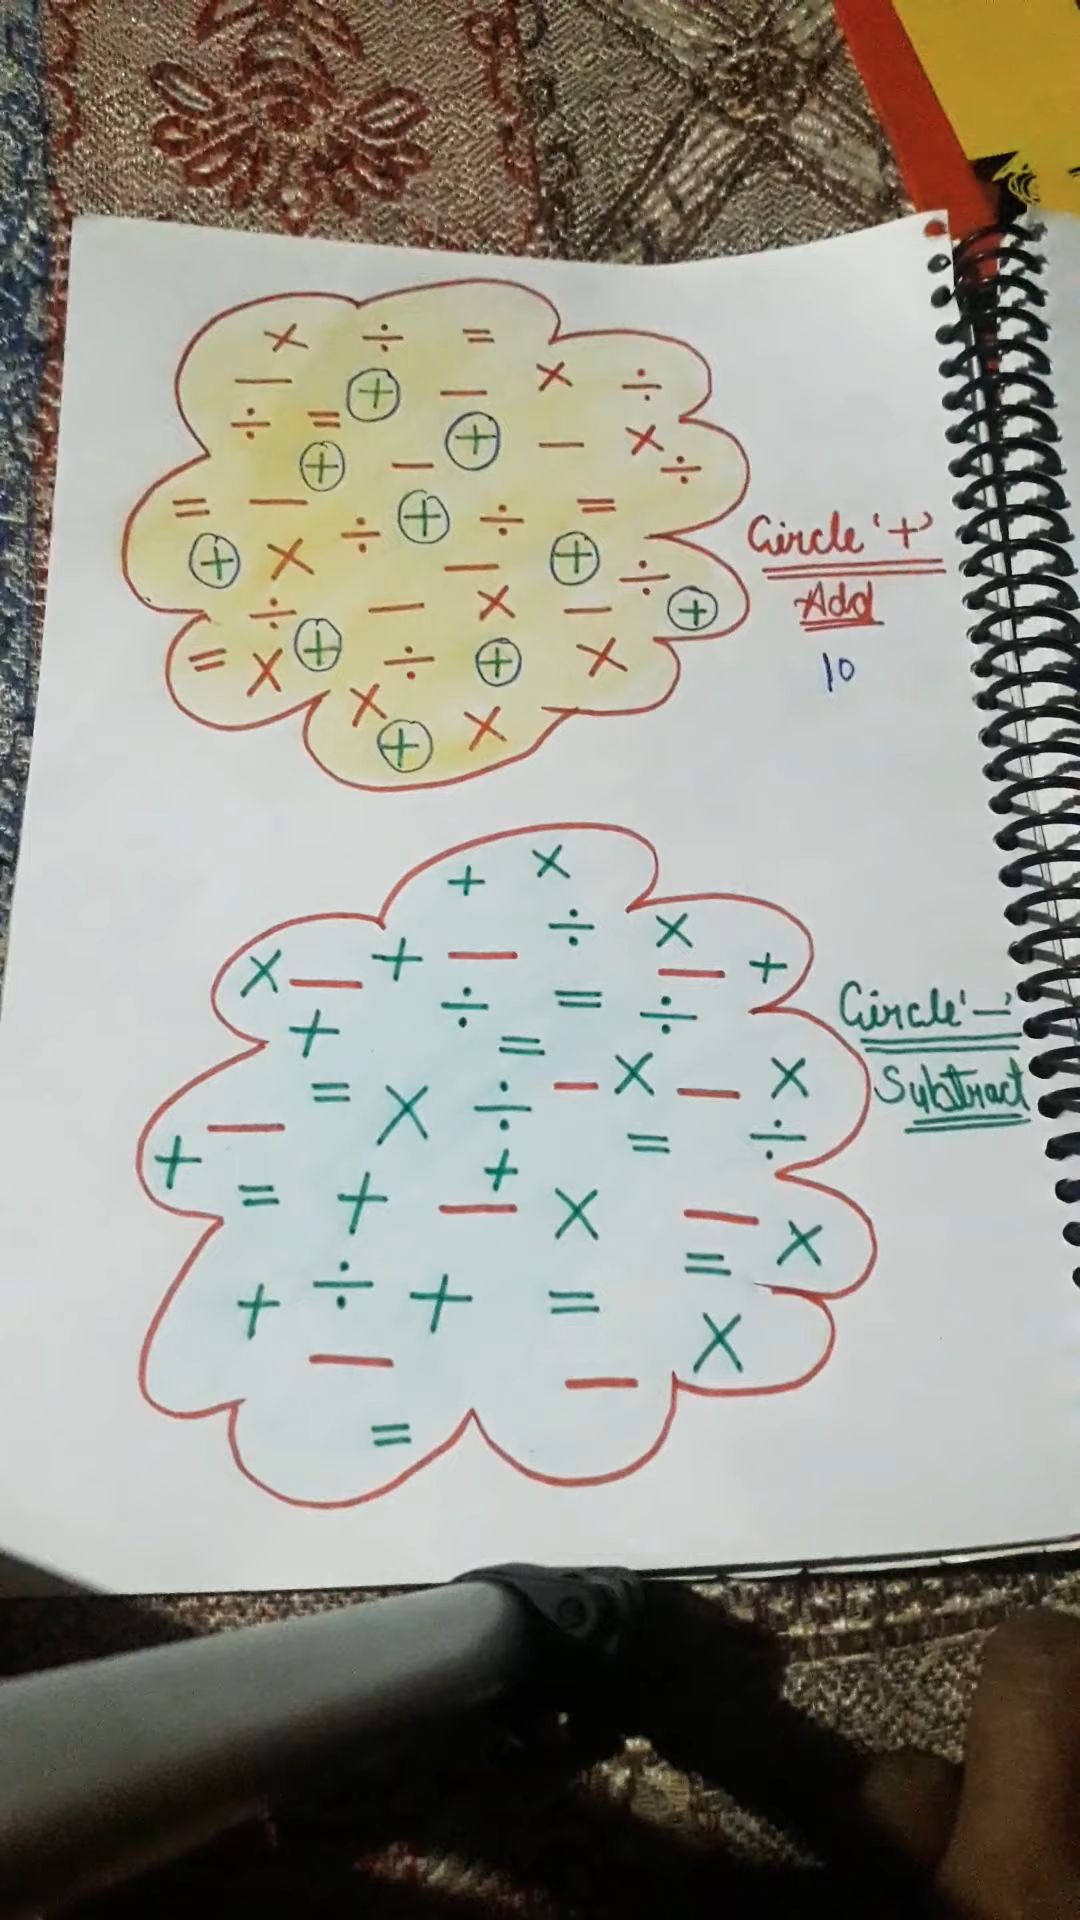 × ÷ =
− + − × ÷
÷ = + − ×
+ − ÷
= − + ÷ =
+ × ÷ − + ÷
÷ − × − +
= × + ÷ + ×
× + ×
Circle '+'
Add
10
+ ×
÷ ×
× − + − − +
÷ = ÷
+ =
= × ÷ − × − ×
− = ÷
+ +
= + − × −
= ×
+ ÷ + =
− − ×
=
Circle '−'
Subtract